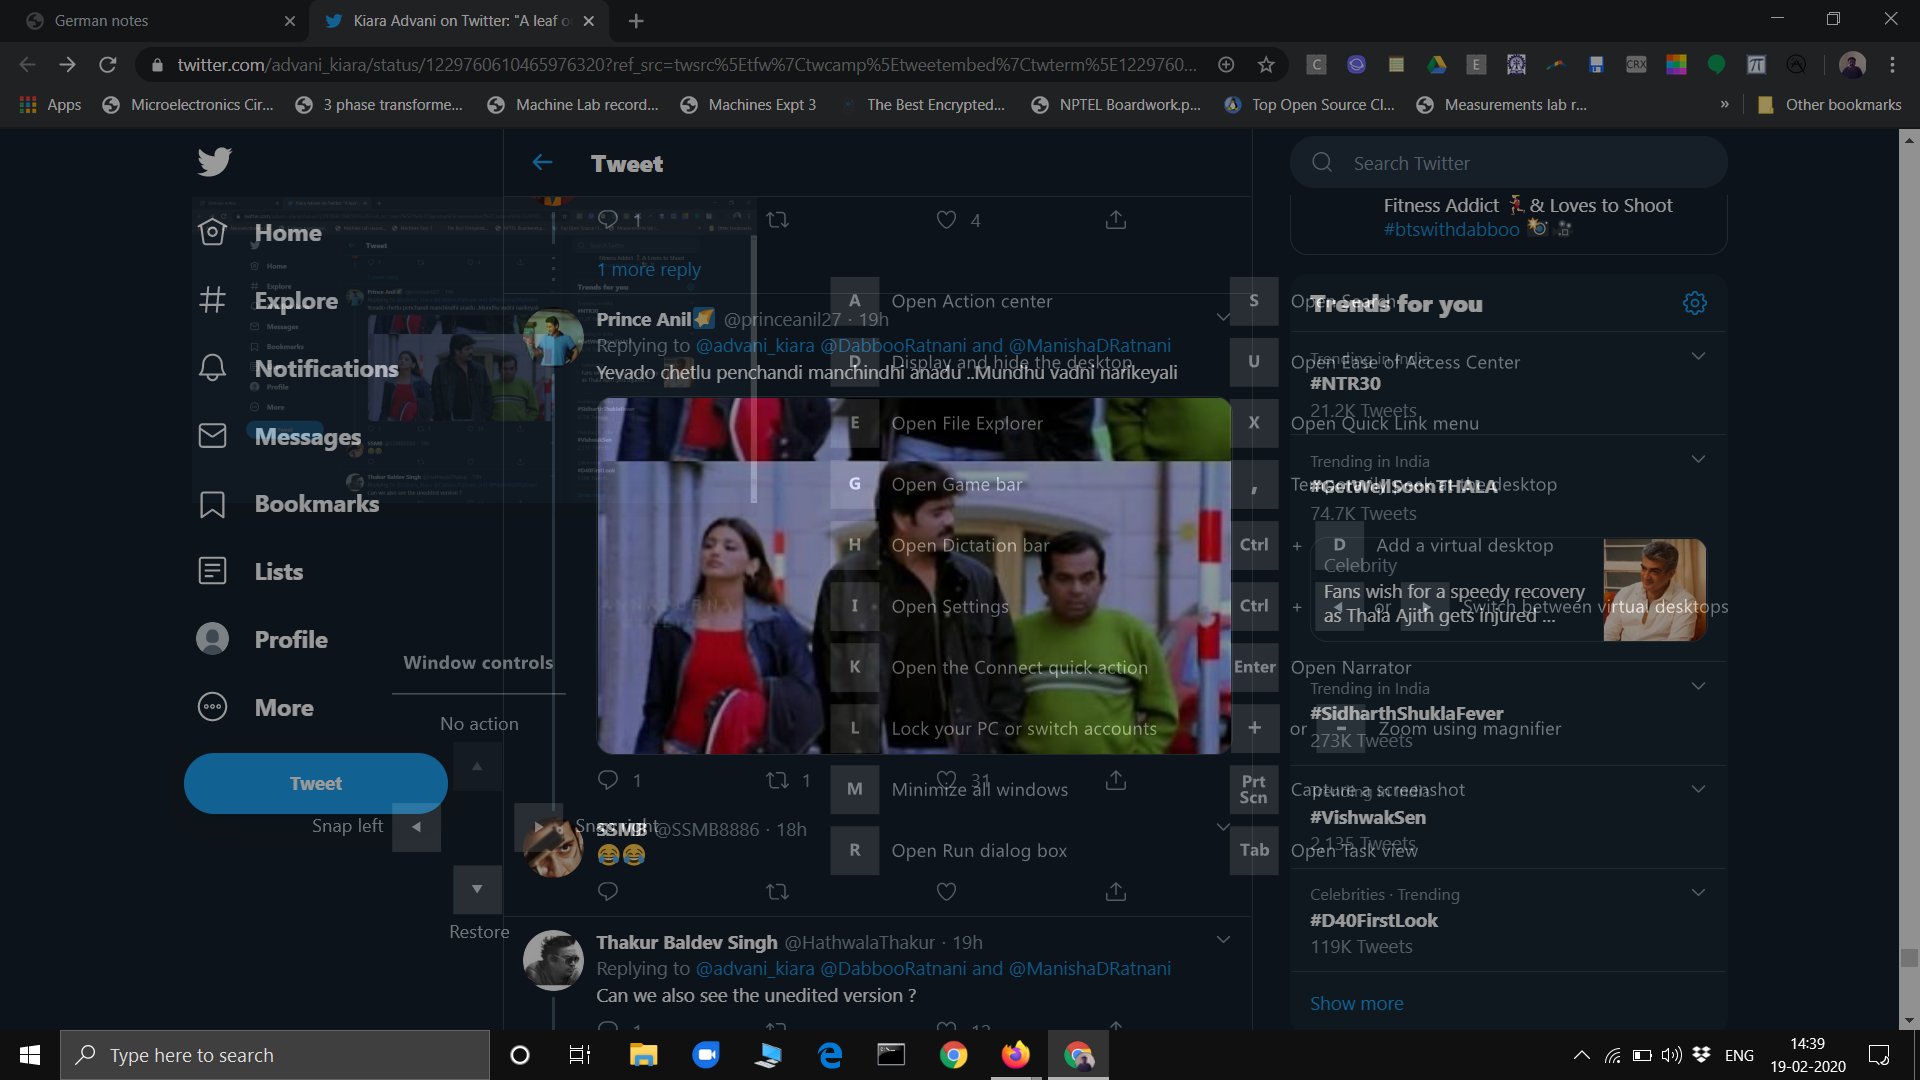 German notes
Kiara Advani on Twitter: "A leaf o
twitter.com/advani_kiara/status/1229760610465976320?ref_src=twsrc%5Etfw%7Ctwcamp%5Etweetembed%7Ctwterm%5E1229760...
Apps
Microelectronics Cir...
3 phase transforme...
Machine Lab record...
Machines Expt 3
The Best Encrypted...
NPTEL Boardwork.p...
Top Open Source Cl...
Measurements lab r...
»
Other bookmarks
Home
Explore
Notifications
Messages
Bookmarks
Lists
Profile
More
Tweet
Window controls
No action
Snap left
Snap right
Restore
Tweet
1
4
1 more reply
Prince Anil @princeanil27 · 19h
Replying to @advani_kiara @DabbooRatnani and @ManishaDRatnani
Yevado chetlu penchandi manchindhi anadu ..Mundhu vadni narikeyali
1 1 31
SSMB @SSMB8886 · 18h
Thakur Baldev Singh @HathwalaThakur · 19h
Replying to @advani_kiara @DabbooRatnani and @ManishaDRatnani
Can we also see the unedited version ?
1 12
A Open Action center
D Display and hide the desktop
E Open File Explorer
G Open Game bar
H Open Dictation bar
I Open Settings
K Open the Connect quick action
L Lock your PC or switch accounts
M Minimize all windows
R Open Run dialog box
S Open Search
U Open Ease of Access Center
X Open Quick Link menu
, Temporarily peek at the desktop
Ctrl + D Add a virtual desktop
Ctrl + or Switch between virtual desktops
Enter Open Narrator
+ or - Zoom using magnifier
Prt Scn Capture a screenshot
Tab Open Task view
Search Twitter
Fitness Addict & Loves to Shoot
#btswithdabboo
Trends for you
Trending in India
#NTR30
21.2K Tweets
Trending in India
#GetWellSoonTHALA
74.7K Tweets
Celebrity
Fans wish for a speedy recovery
as Thala Ajith gets injured ...
Trending in India
#SidharthShuklaFever
273K Tweets
Trending in India
#VishwakSen
2,135 Tweets
Celebrities · Trending
#D40FirstLook
119K Tweets
Show more
Type here to search
ENG
14:39
19-02-2020